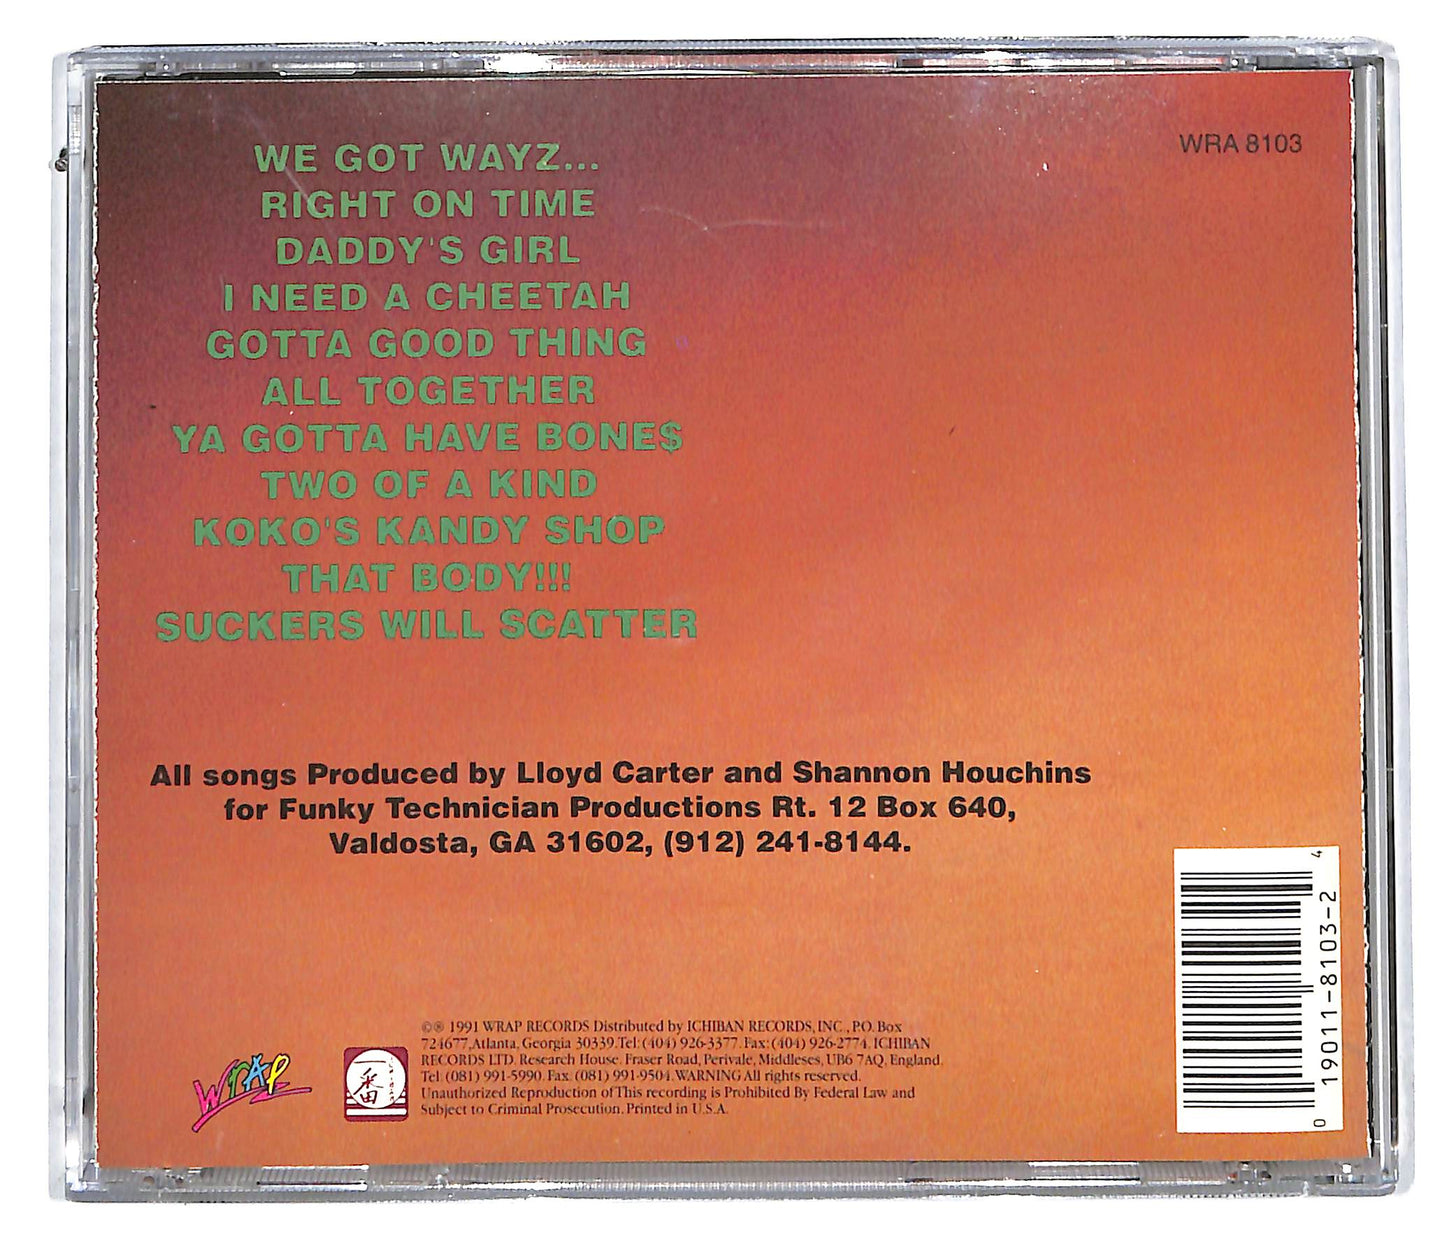 WE GOT WAYZ...
RIGHT ON TIME
DADDY'S GIRL
I NEED A CHEETAH
GOTTA GOOD THING
ALL TOGETHER
YA GOTTA HAVE BONE$
TWO OF A KIND
KOKO'S KANDY SHOP
THAT BODY!!!
SUCKERS WILL SCATTER
WRA 8103
All songs Produced by Lloyd Carter and Shannon Houchins
for Funky Technician Productions Rt. 12 Box 640,
Valdosta, GA 31602, (912) 241-8144.
WRAP
一番
©℗ 1991 WRAP RECORDS Distributed by ICHIBAN RECORDS, INC., P.O. Box
724677, Atlanta, Georgia 30339. Tel: (404) 926-3377. Fax: (404) 926-2774. ICHIBAN
RECORDS LTD. Research House. Fraser Road, Perivale, Middleses, UB6 7AQ, England.
Tel: (081) 991-5990. Fax: (081) 991-9504. WARNING All rights reserved.
Unauthorized Reproduction of This recording is Prohibited By Federal Law and
Subject to Criminal Prosecution. Printed in U.S.A.
0 19011-8103-2 4